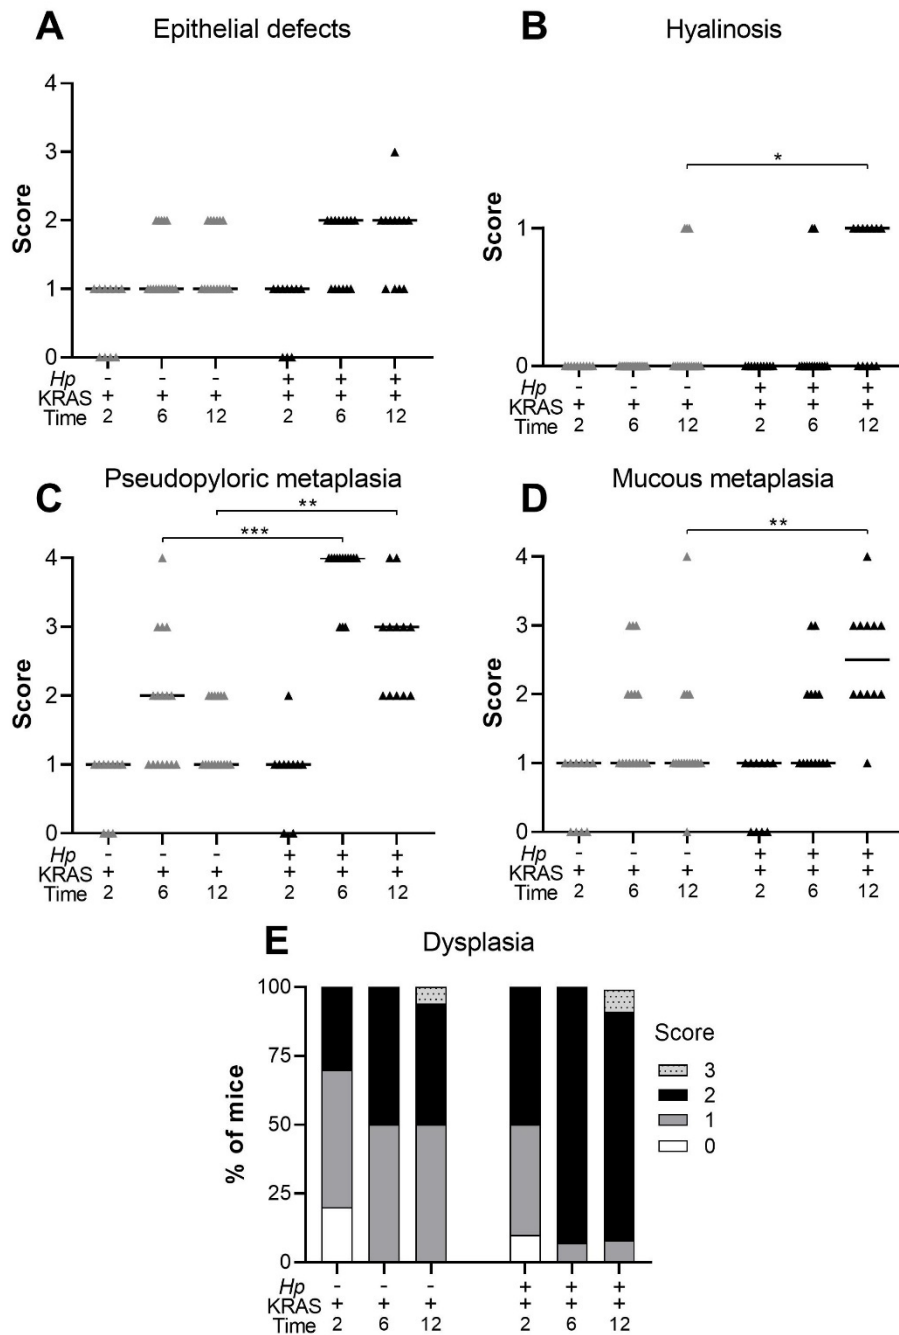 A Epithelial defects
4
3
2
1
0
Score
Hp - - - + + +
KRAS + + + + + +
Time 2 6 12 2 6 12
B Hyalinosis
*
1
0
Score
Hp - - - + + +
KRAS + + + + + +
Time 2 6 12 2 6 12
C Pseudopyloric metaplasia
**
***
4
3
2
1
0
Score
Hp - - - + + +
KRAS + + + + + +
Time 2 6 12 2 6 12
D Mucous metaplasia
**
4
3
2
1
0
Score
Hp - - - + + +
KRAS + + + + + +
Time 2 6 12 2 6 12
E Dysplasia
100
75
50
25
0
% of mice
Score
3
2
1
0
Hp - - - + + +
KRAS + + + + + +
Time 2 6 12 2 6 12